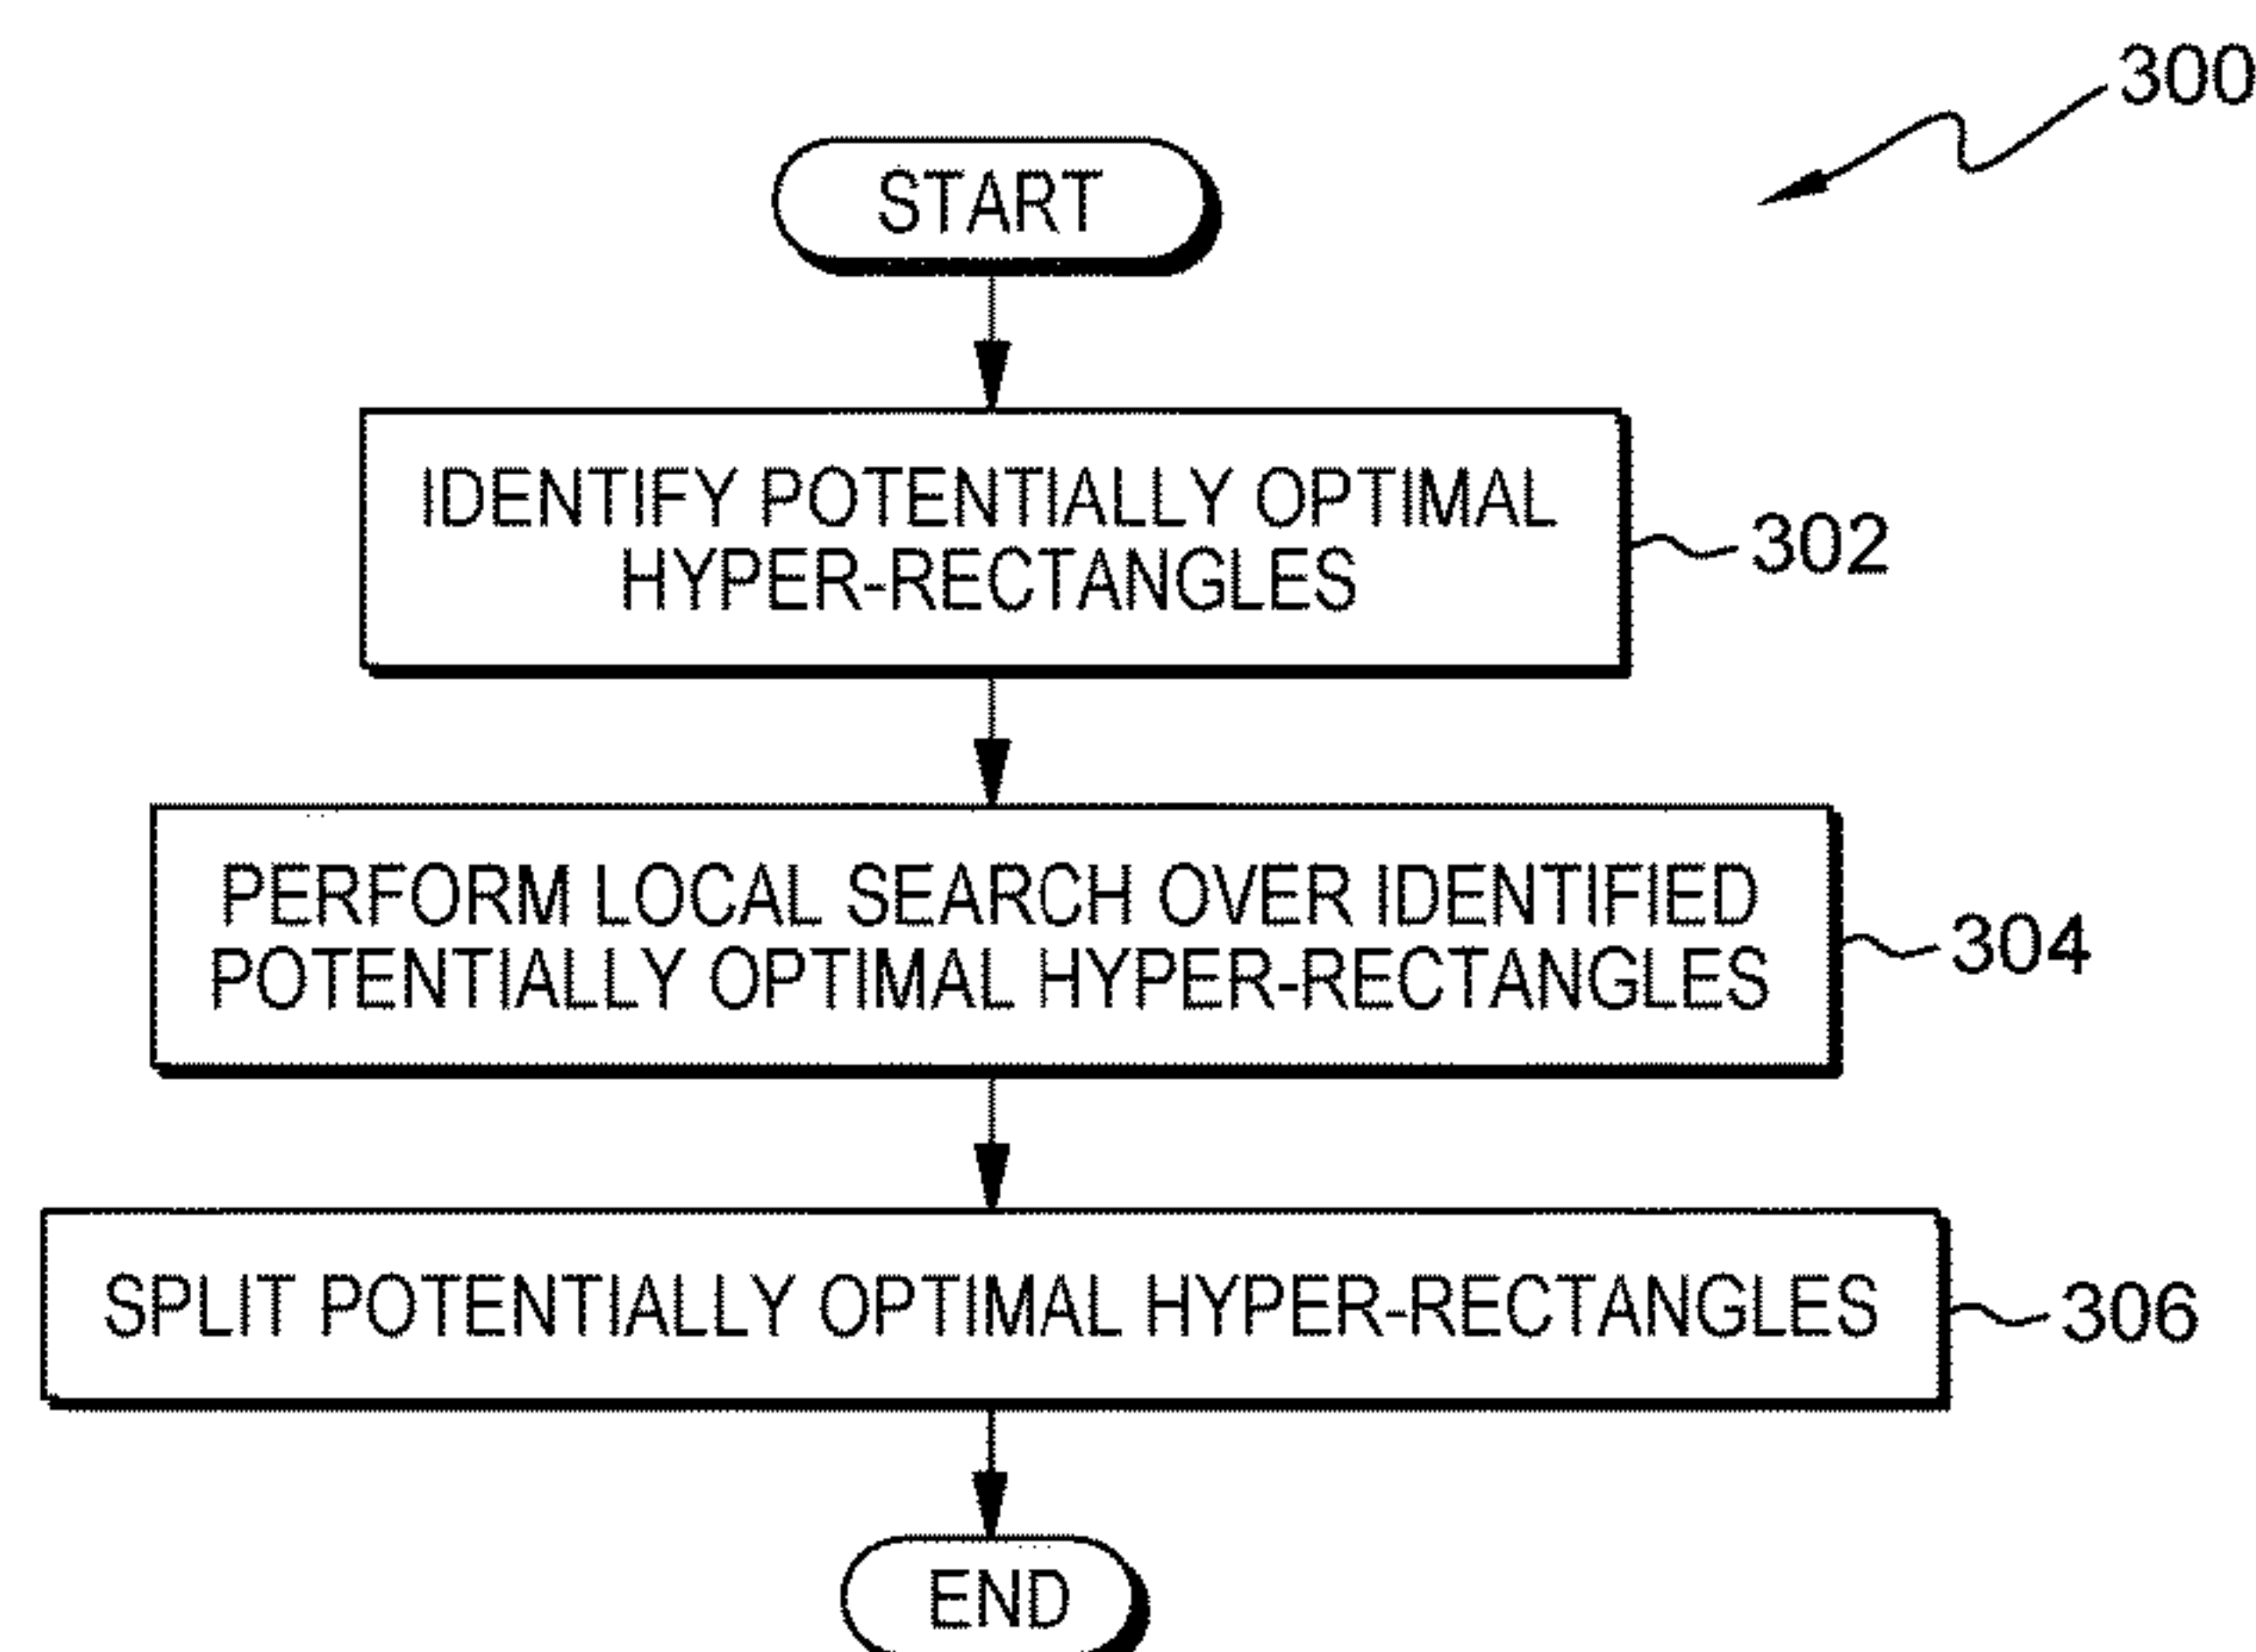 300
START
IDENTIFY POTENTIALLY OPTIMAL
HYPER-RECTANGLES
302
PERFORM LOCAL SEARCH OVER IDENTIFIED
POTENTIALLY OPTIMAL HYPER-RECTANGLES
304
SPLIT POTENTIALLY OPTIMAL HYPER-RECTANGLES
306
END